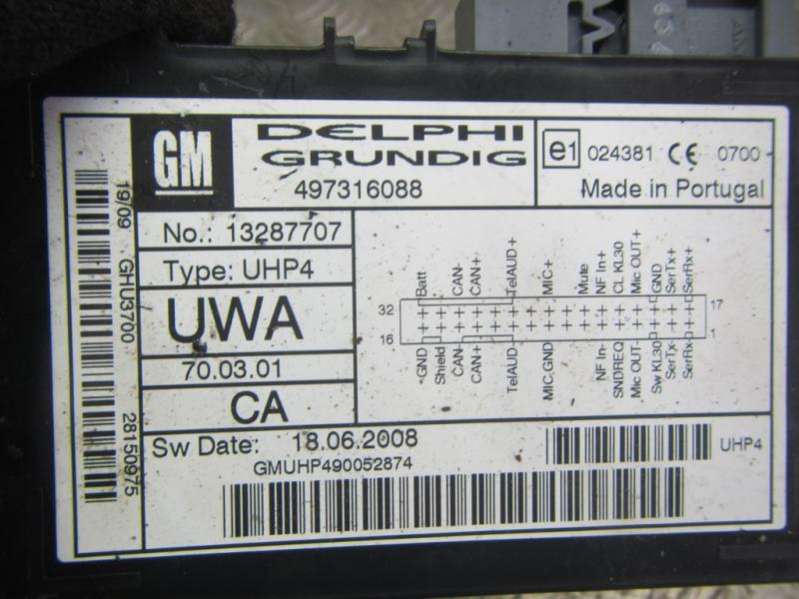 GM
DELPHI
GRUNDIG
497316088
e1 024381 CE 0700
Made in Portugal
19/09 GHU3700 28150975
No.: 13287707
Type: UHP4
UWA
70.03.01
CA
Batt CAN- CAN+ TelAUD+ MIC+ Mute NF In+ CL KL30 Mic OUT+ GND SerTx+ SerRx+
32 17
16 1
*GND Shield CAN- CAN+ TelAUD- MIC GND NF In- SNDREQ Mic OUT- Sw KL30 SerTx- SerRx-
Sw Date: 18.06.2008
GMUHP490052874
UHP4